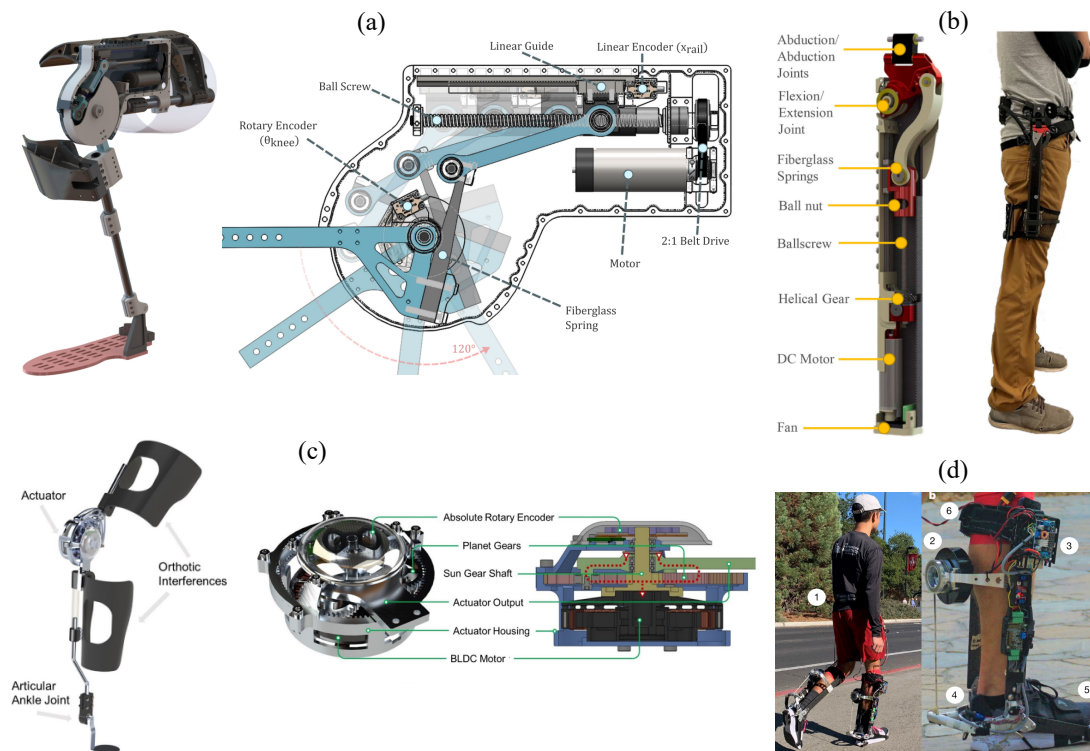 (a)
Linear Guide
Linear Encoder (xrail)
Ball Screw
Rotary Encoder
(θknee)
2:1 Belt Drive
Motor
Fiberglass
Spring
120°
(b)
Abduction/
Abduction
Joints
Flexion/
Extension
Joint
Fiberglass
Springs
Ball nut
Ballscrew
Helical Gear
DC Motor
Fan
(c)
Actuator
Orthotic
Interferences
Articular
Ankle Joint
Absolute Rotary Encoder
Planet Gears
Sun Gear Shaft
Actuator Output
Actuator Housing
BLDC Motor
(d)
b
1
6
2
3
4
5